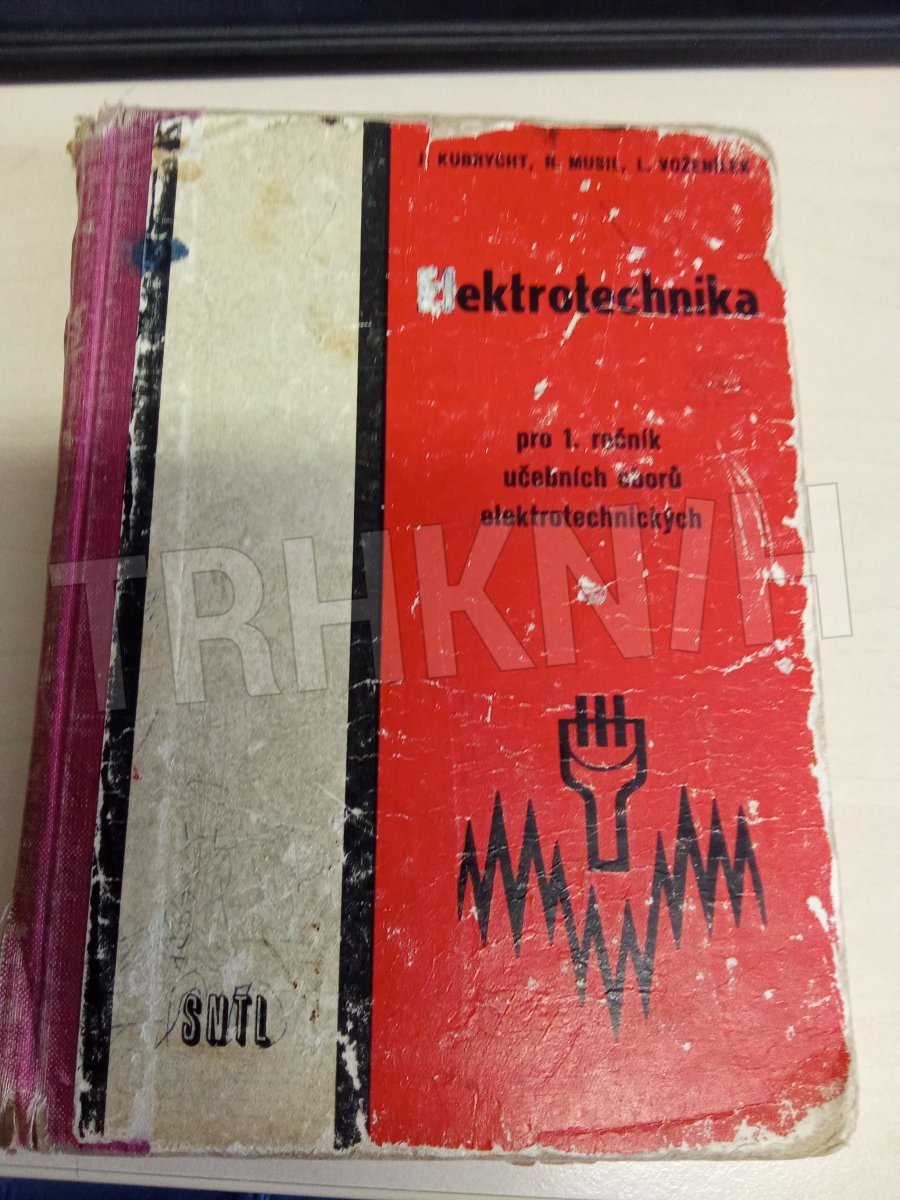 J. KUBRYCHT, R. MUSIL, L. VOŽENÍLEK
Elektrotechnika
pro 1. ročník
učebních oborů
elektrotechnických
TRHKNIH
SNTL